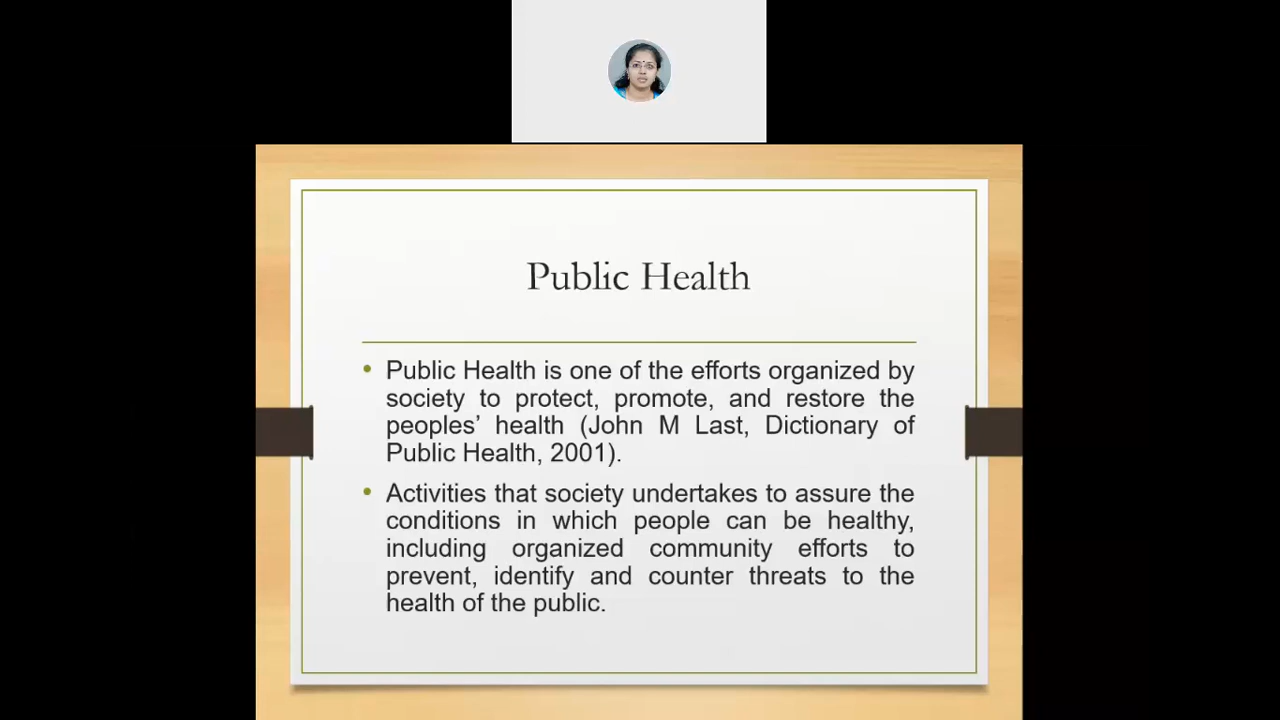 Public Health
• Public Health is one of the efforts organized by
society to protect, promote, and restore the
peoples’ health (John M Last, Dictionary of
Public Health, 2001).
• Activities that society undertakes to assure the
conditions in which people can be healthy,
including organized community efforts to
prevent, identify and counter threats to the
health of the public.